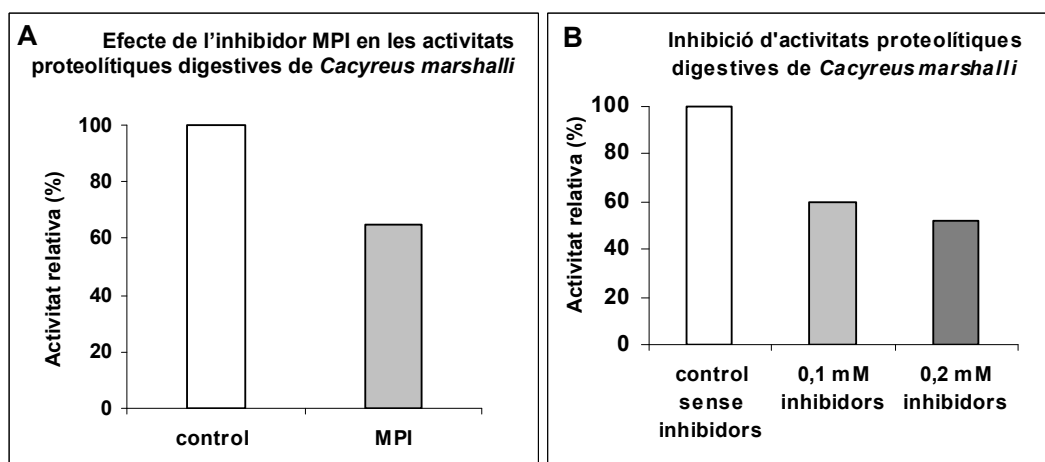 A
Efecte de l'inhibidor MPI en les activitats
proteolítiques digestives de Cacyreus marshalli
Activitat relativa (%)
100
80
60
40
20
0
control
MPI
B
Inhibició d'activitats proteolítiques
digestives de Cacyreus marshalli
Activitat relativa (%)
100
80
60
40
20
0
control
sense
inhibidors
0,1 mM
inhibidors
0,2 mM
inhibidors